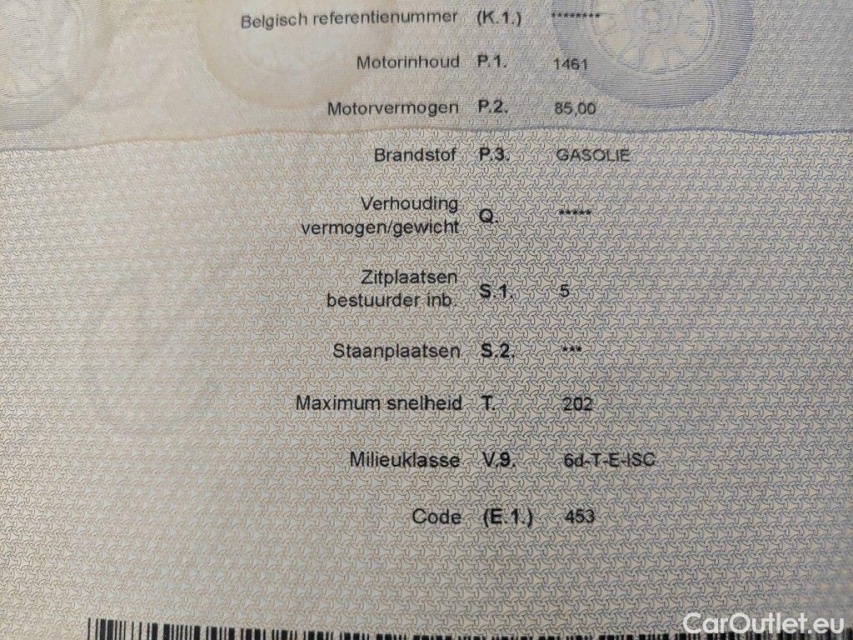 Belgisch referentienummer (K.1.) ********
Motorinhoud P.1. 1461
Motorvermogen P.2. 85,00
Brandstof P.3. GASOLIE
Verhouding
vermogen/gewicht Q. *****
Zitplaatsen
bestuurder inb. S.1. 5
Staanplaatsen S.2. ***
Maximum snelheid T. 202
Milieuklasse V.9. 6d-T-E-ISC
Code (E.1.) 453
CarOutlet.eu